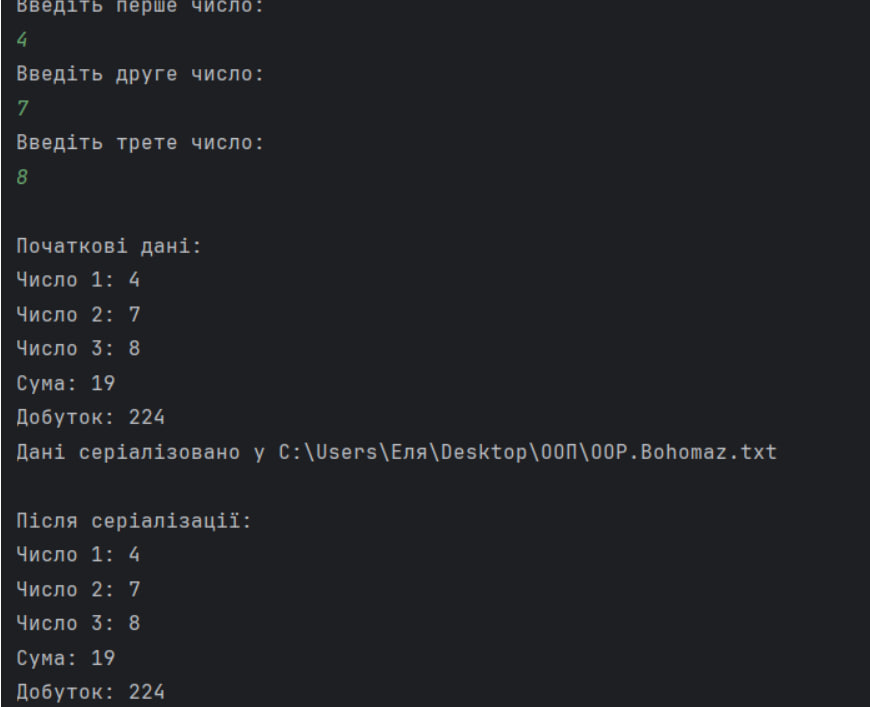 Введіть перше число:
4
Введіть друге число:
7
Введіть трете число:
8
Початкові дані:
Число 1: 4
Число 2: 7
Число 3: 8
Сума: 19
Добуток: 224
Дані серіалізовано у C:\Users\Еля\Desktop\ООП\OOP.Bohomaz.txt
Після серіалізації:
Число 1: 4
Число 2: 7
Число 3: 8
Сума: 19
Добуток: 224